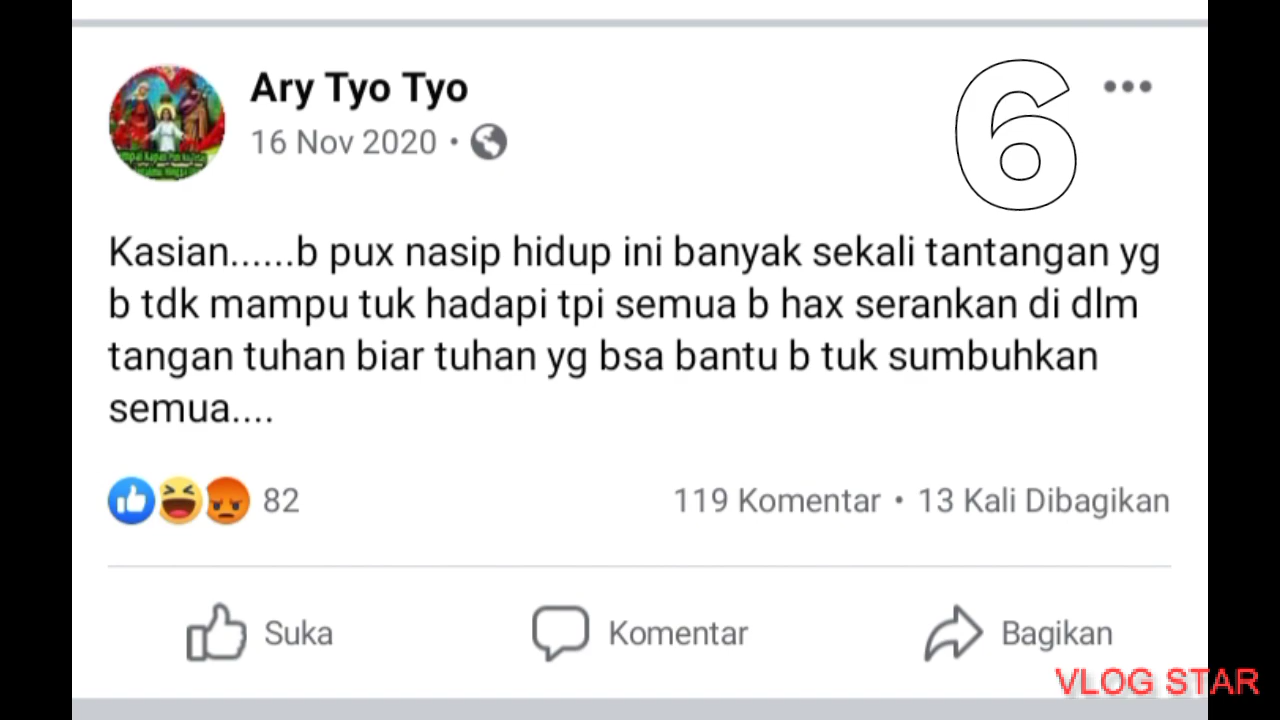 Ary Tyo Tyo
6
16 Nov 2020 •
Kasian......b pux nasip hidup ini banyak sekali tantangan yg
b tdk mampu tuk hadapi tpi semua b hax serankan di dlm
tangan tuhan biar tuhan yg bsa bantu b tuk sumbuhkan
semua....
82
119 Komentar • 13 Kali Dibagikan
Suka
Komentar
Bagikan
VLOG STAR